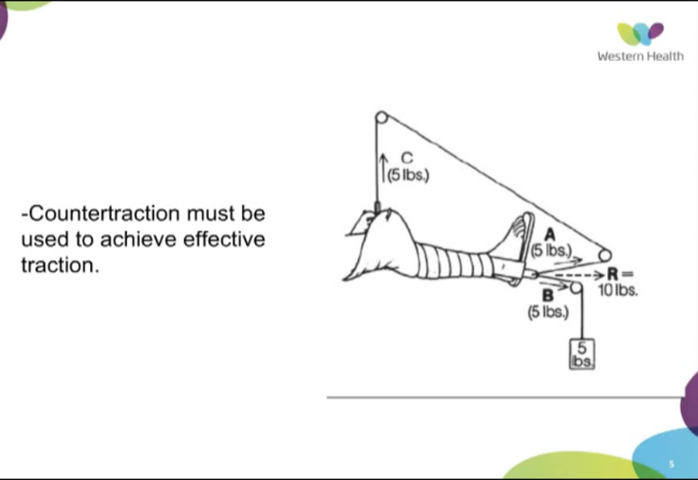 Western Health
-Countertraction must be
used to achieve effective
traction.
C
(5 lbs.)
A
(5 lbs.)
R=
10 lbs.
B
(5 lbs.)
5
lbs.
5